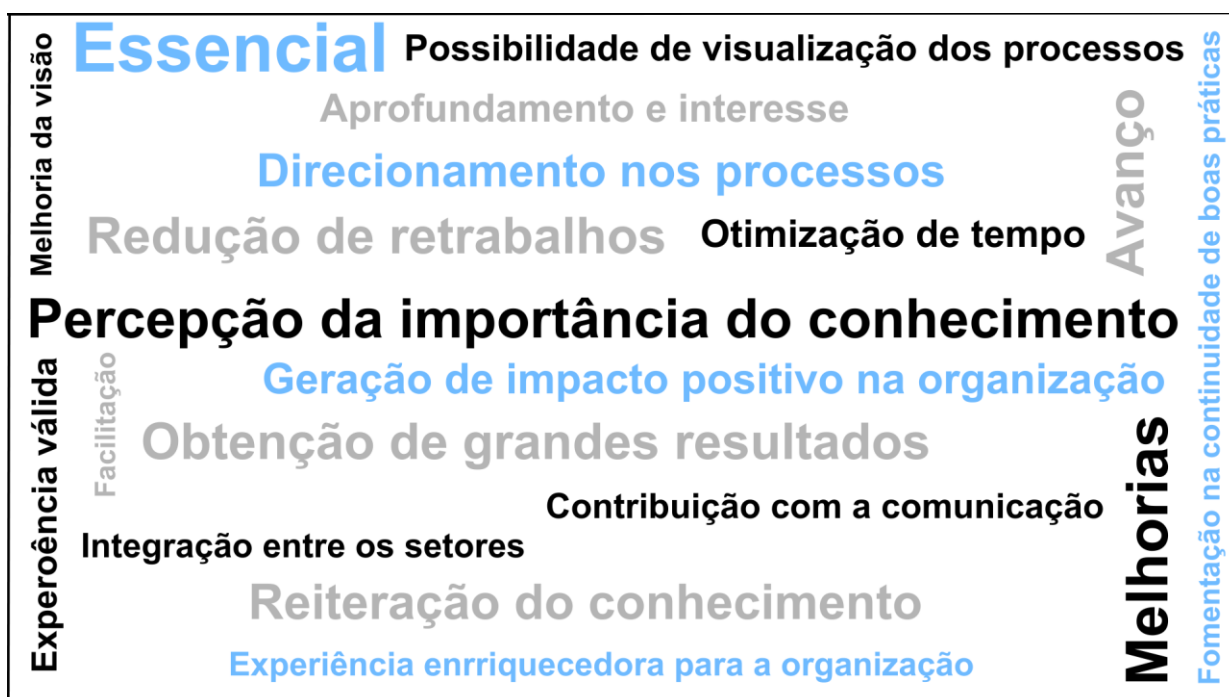 Melhoria da visão
Essencial
Possibilidade de visualização dos processos
Aprofundamento e interesse
Direcionamento nos processos
Redução de retrabalhos
Otimização de tempo
Avanço
Fomentação na continuidade de boas práticas
Percepção da importância do conhecimento
Experoência válida
Facilitação
Geração de impacto positivo na organização
Obtenção de grandes resultados
Contribuição com a comunicação
Integração entre os setores
Melhorias
Reiteração do conhecimento
Experiência enrriquecedora para a organização